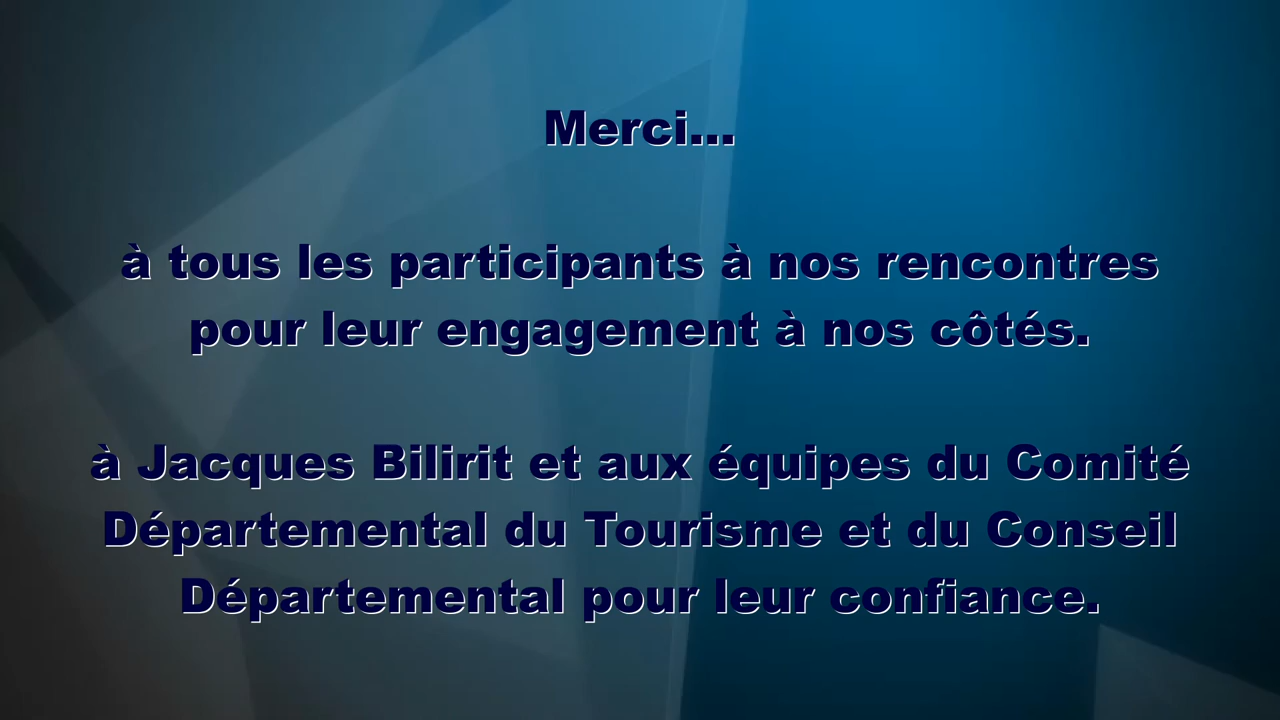 Merci...
à tous les participants à nos rencontres
pour leur engagement à nos côtés.
à Jacques Bilirit et aux équipes du Comité
Départemental du Tourisme et du Conseil
Départemental pour leur confiance.